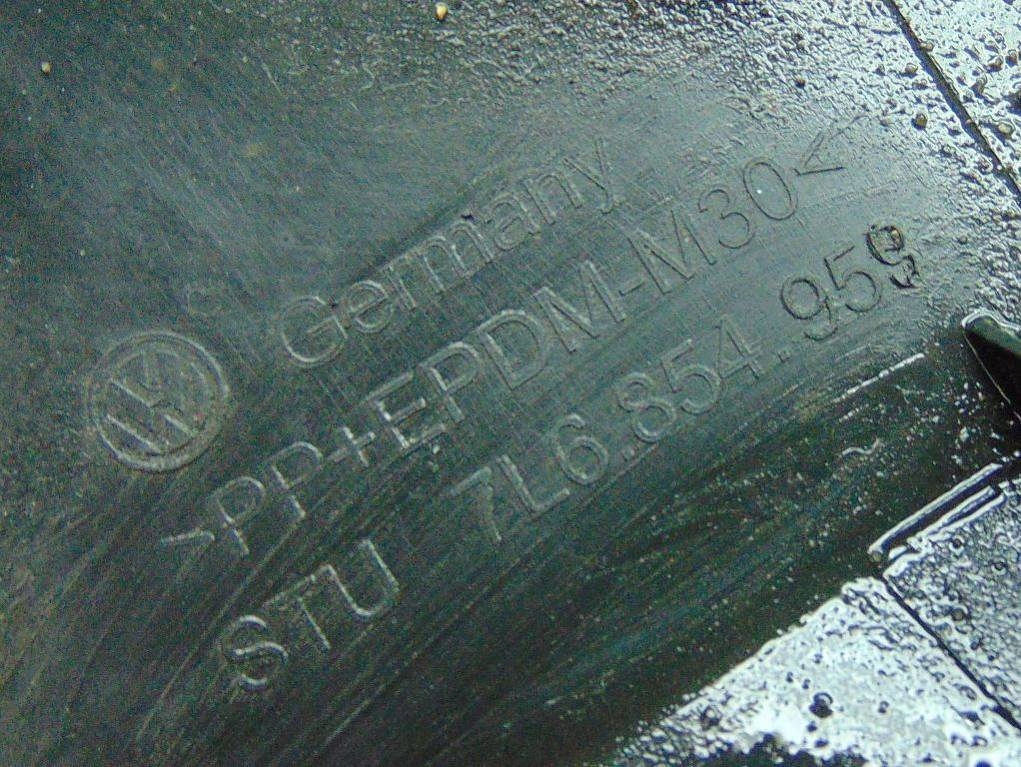 Germany
>PP+EPDM-M30<
STU 7L6.854.959